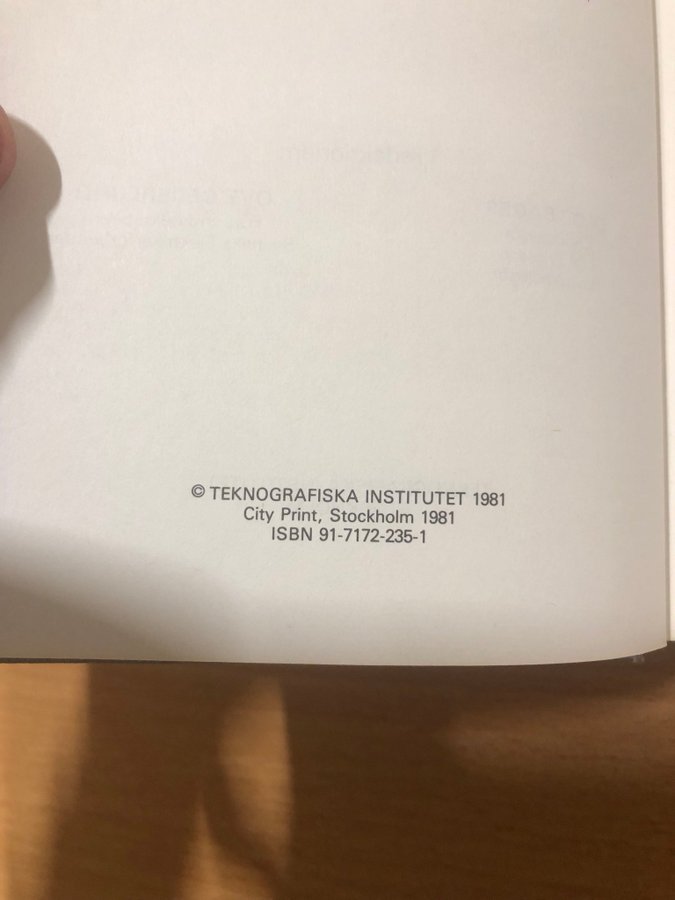 © TEKNOGRAFISKA INSTITUTET 1981
City Print, Stockholm 1981
ISBN 91-7172-235-1